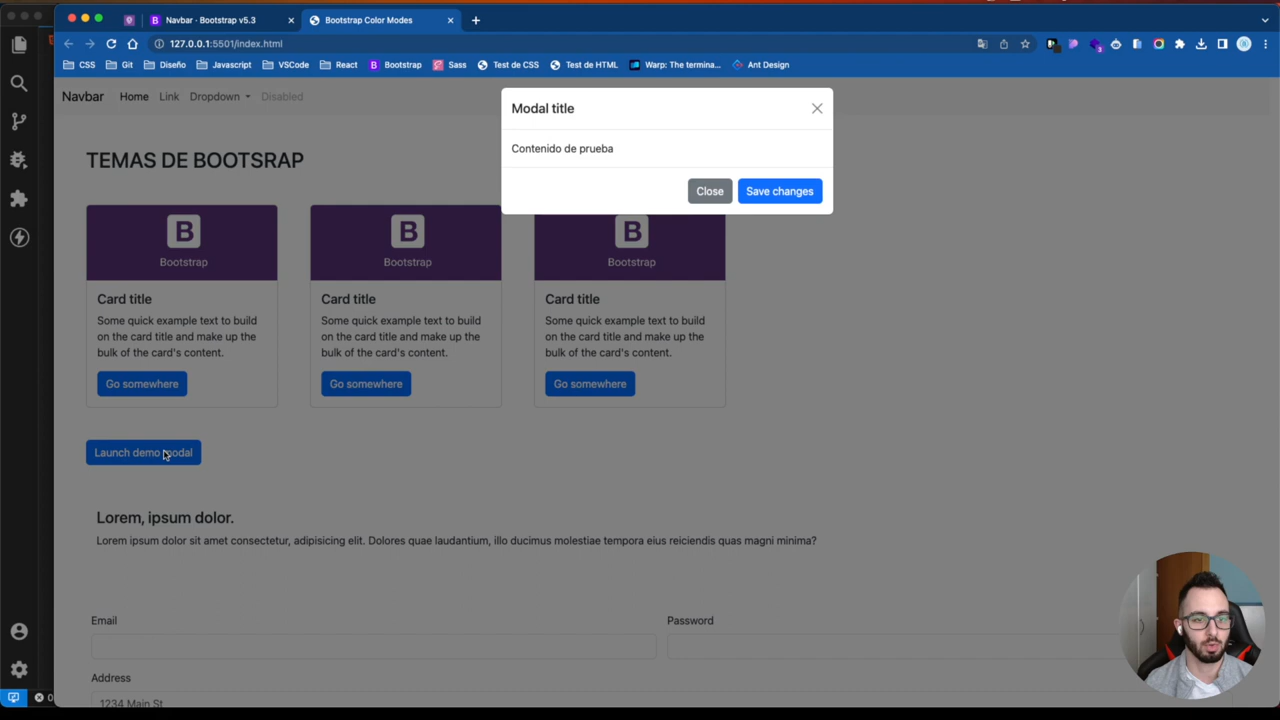 Navbar · Bootstrap v5.3
Bootstrap Color Modes
127.0.0.1:5501/index.html
CSS Git Diseño Javascript VSCode React Bootstrap Sass Test de CSS Test de HTML Warp: The termina... Ant Design
Navbar Home Link Dropdown Disabled
Modal title
Contenido de prueba
Close Save changes
TEMAS DE BOOTSRAP
B B B
Bootstrap Bootstrap Bootstrap
Card title Card title Card title
Some quick example text to build Some quick example text to build Some quick example text to build
on the card title and make up the on the card title and make up the on the card title and make up the
bulk of the card's content. bulk of the card's content. bulk of the card's content.
Go somewhere Go somewhere Go somewhere
Launch demo modal
Lorem, ipsum dolor.
Lorem ipsum dolor sit amet consectetur, adipisicing elit. Dolores quae laudantium, illo ducimus molestiae tempora eius reiciendis quas magni minima?
Email Password
Address
1234 Main St
0